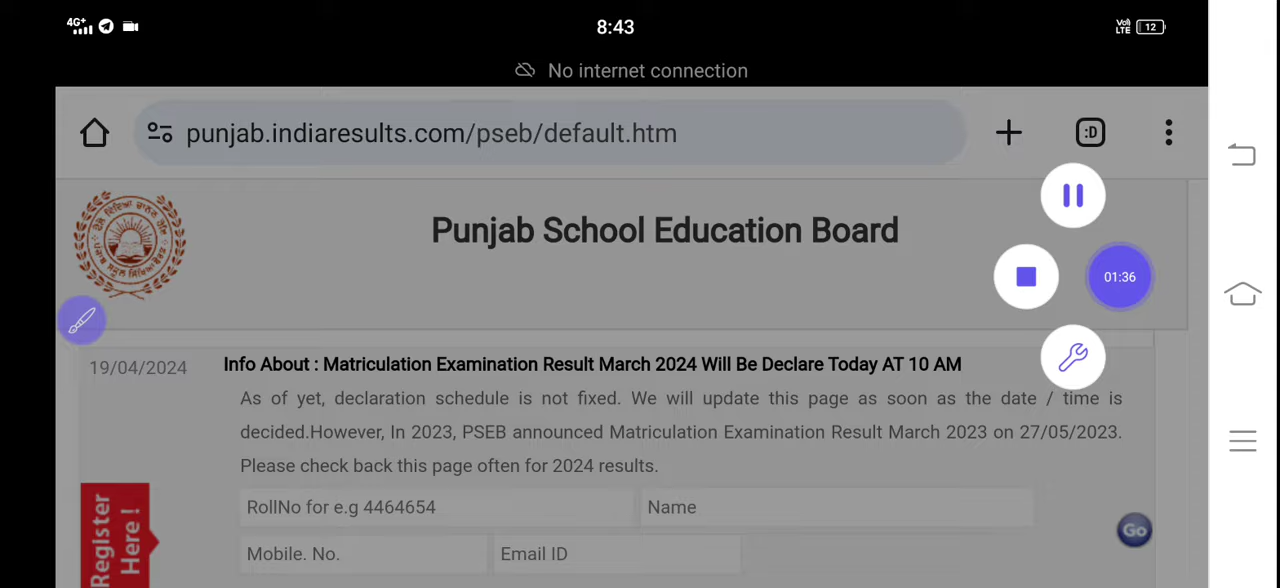 4G+ 8:43 VoI) LTE 12
No internet connection
punjab.indiaresults.com/pseb/default.htm :D
Punjab School Education Board
01:36
19/04/2024 Info About : Matriculation Examination Result March 2024 Will Be Declare Today AT 10 AM
As of yet, declaration schedule is not fixed. We will update this page as soon as the date / time is
decided.However, In 2023, PSEB announced Matriculation Examination Result March 2023 on 27/05/2023.
Please check back this page often for 2024 results.
Register
Here !
RollNo for e.g 4464654 Name
Go
Mobile. No. Email ID